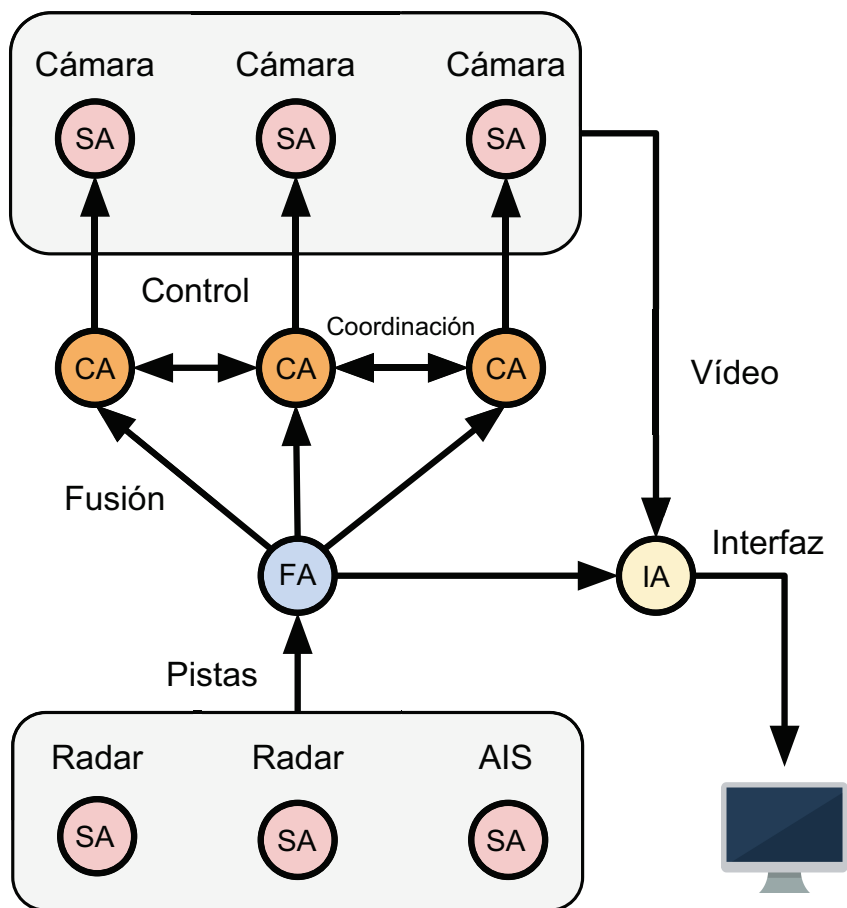 Cámara Cámara Cámara
SA SA SA
Control
Coordinación
CA CA CA
Vídeo
Fusión
Interfaz
FA IA
Pistas
Radar Radar AIS
SA SA SA